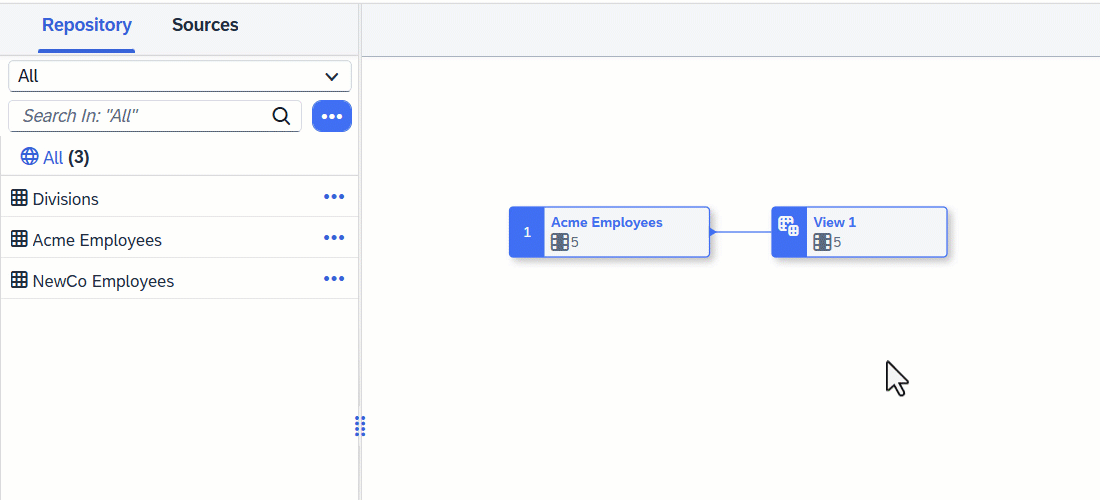 Repository Sources
All
Search In: "All"
All (3)
Divisions
Acme Employees
NewCo Employees
1 Acme Employees
5
View 1
5